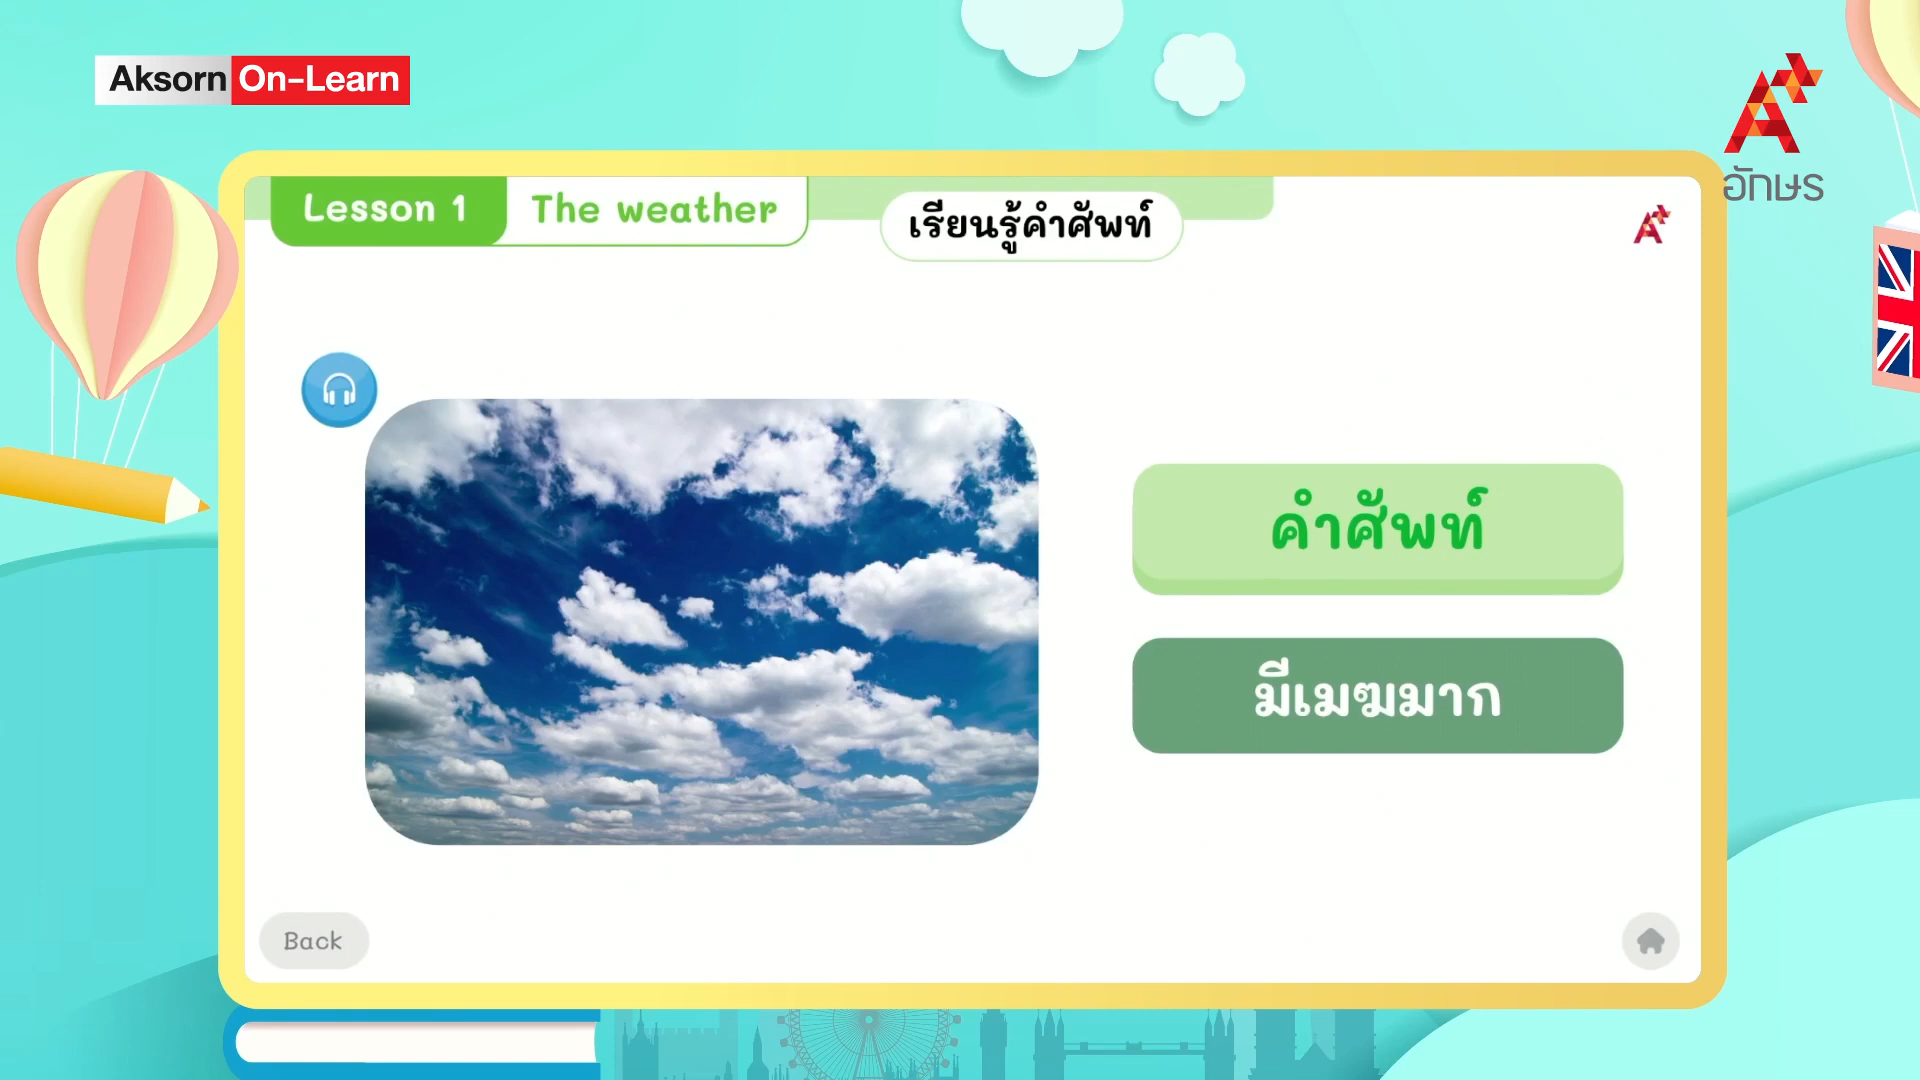 Aksorn On-Learn
อักษร
Lesson 1 The weather
เรียนรู้คำศัพท์
คำศัพท์
มีเมฆมาก
Back